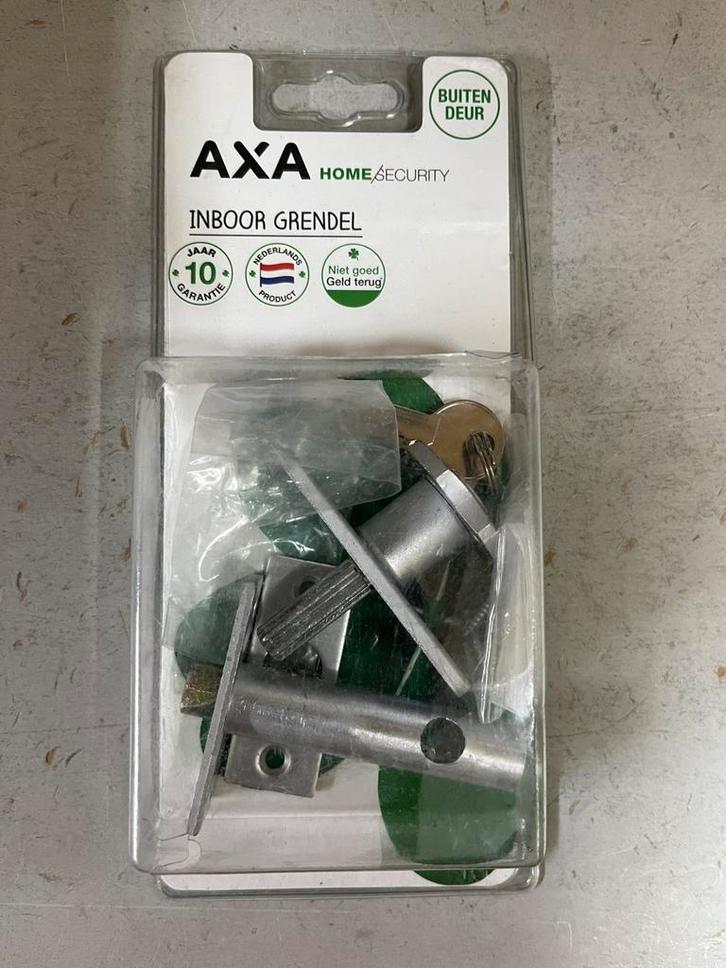 BUITEN
DEUR
AXA HOME/SECURITY
INBOOR GRENDEL
JAAR
10
GARANTIE
NEDERLANDS
PRODUCT
Niet goed
Geld terug